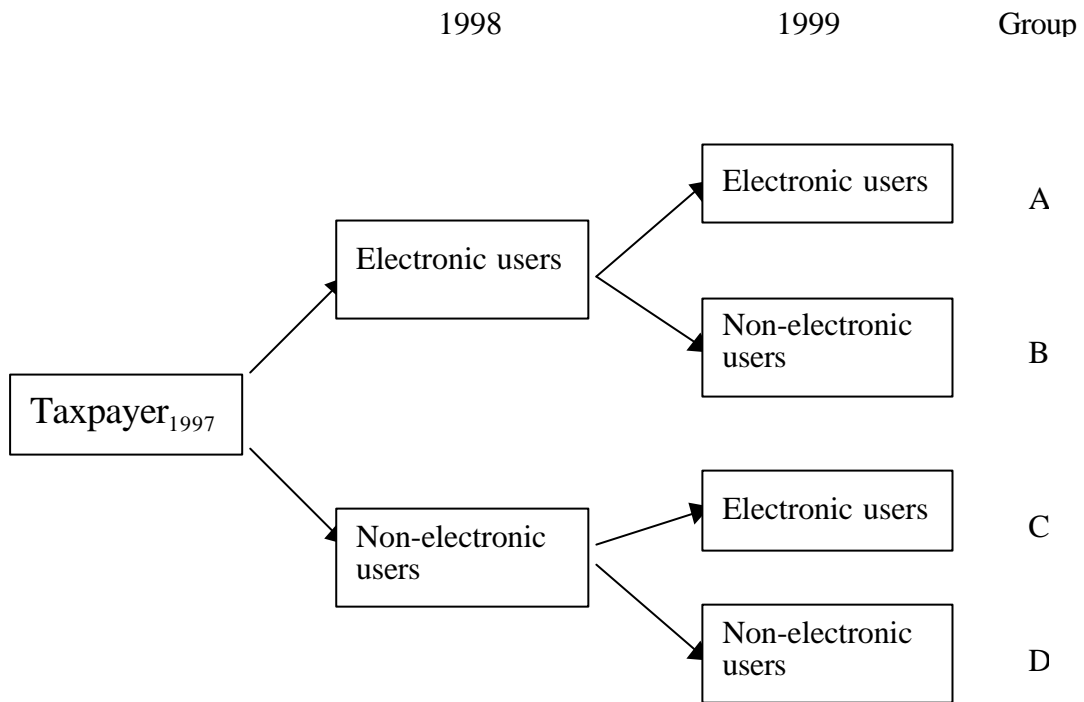 1998 1999 Group
Electronic users A
Electronic users
Non-electronic
users B
Taxpayer1997
Electronic users C
Non-electronic
users
Non-electronic
users D